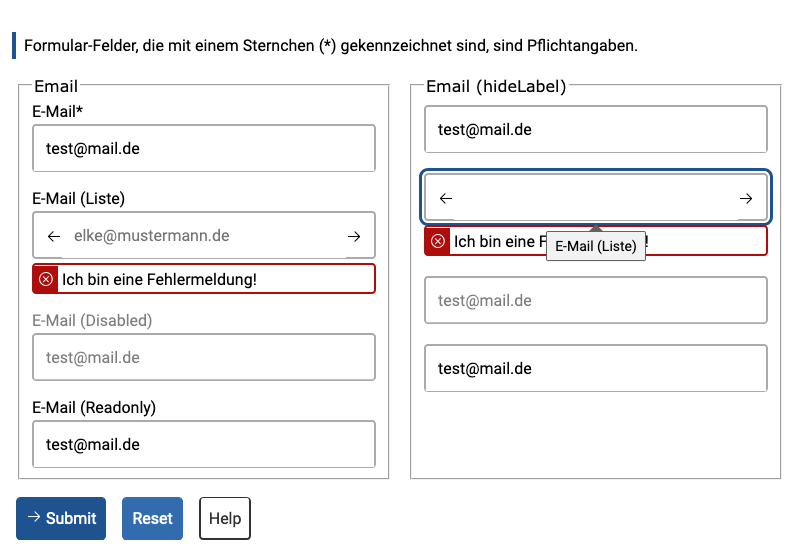 Formular-Felder, die mit einem Sternchen (*) gekennzeichnet sind, sind Pflichtangaben.
Email
E-Mail*
test@mail.de
E-Mail (Liste)
← elke@mustermann.de →
Ich bin eine Fehlermeldung!
E-Mail (Disabled)
test@mail.de
E-Mail (Readonly)
test@mail.de
Email (hideLabel)
test@mail.de
← →
Ich bin eine
E-Mail (Liste)
test@mail.de
test@mail.de
→ Submit
Reset
Help